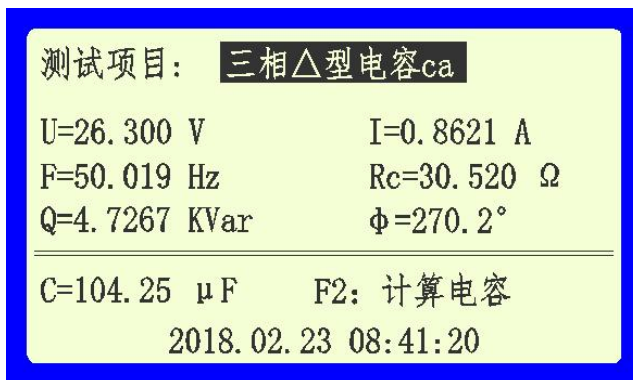 测试项目： 三相△型电容ca
U=26.300 V I=0.8621 A
F=50.019 Hz Rc=30.520 Ω
Q=4.7267 KVar Φ=270.2°
C=104.25 μF F2：计算电容
2018.02.23 08:41:20